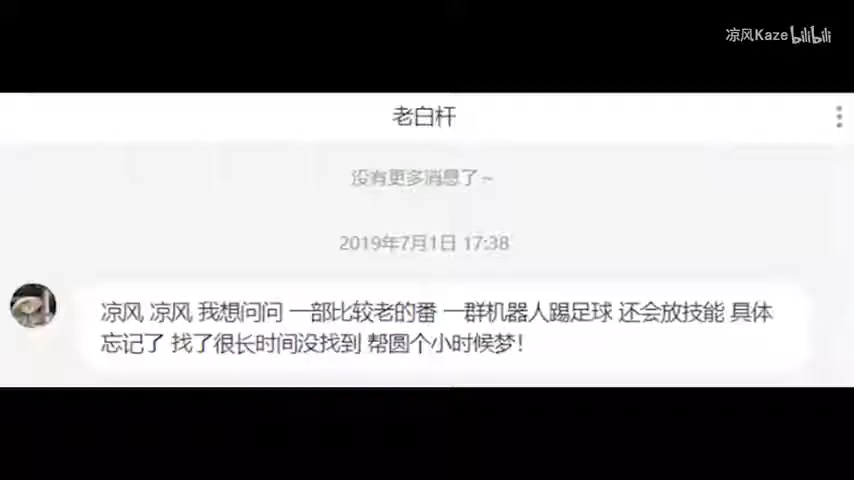 凉风Kaze bilibili
老白杆
没有更多消息了~
2019年7月1日 17:38
凉风 凉风 我想问问 一部比较老的番 一群机器人踢足球 还会放技能 具体
忘记了 找了很长时间没找到 帮圆个小时候梦！